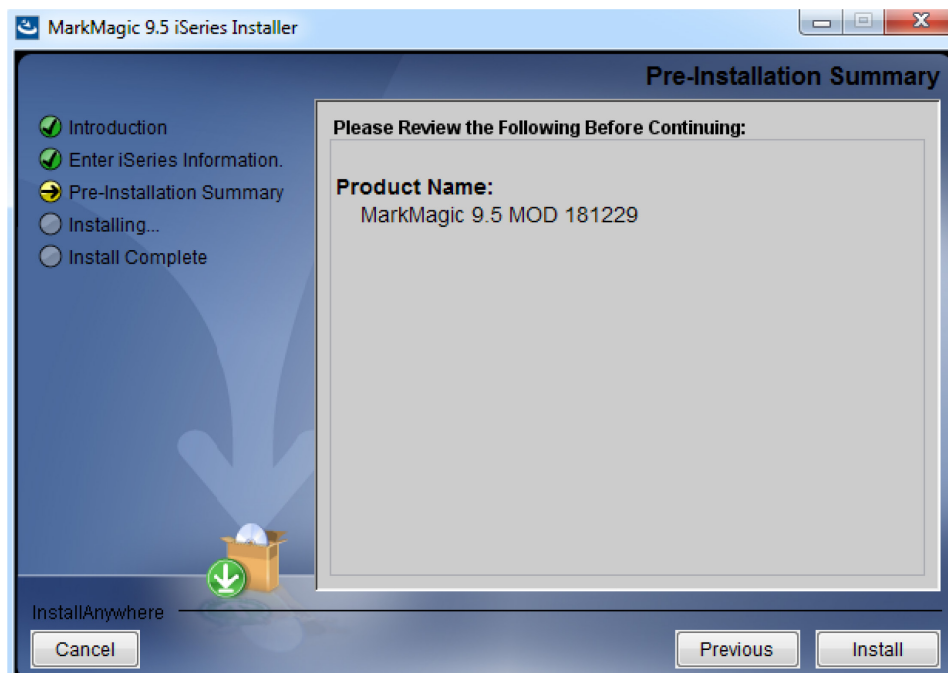 MarkMagic 9.5 iSeries Installer
Pre-Installation Summary
Introduction
Enter iSeries Information.
Pre-Installation Summary
Installing...
Install Complete
Please Review the Following Before Continuing:
Product Name:
MarkMagic 9.5 MOD 181229
InstallAnywhere
Cancel
Previous
Install